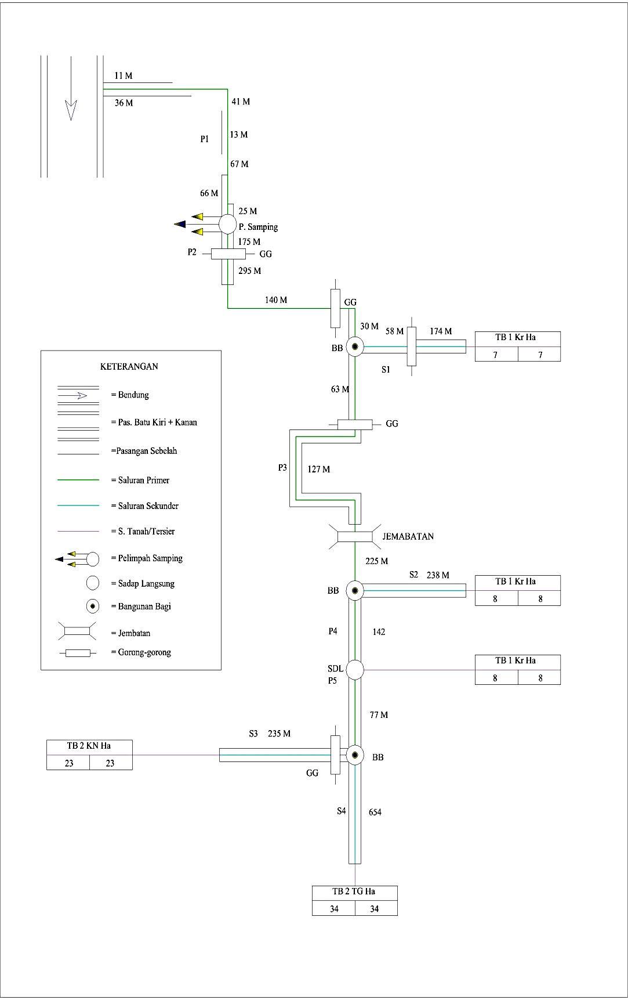 11 M
36 M
41 M
P1
13 M
67 M
66 M
25 M
P. Samping
175 M
P2
GG
295 M
140 M
GG
30 M
58 M
174 M
TB 1 Kr Ha
7
7
BB
S1
63 M
GG
P3
127 M
JEMABATAN
225 M
S2
238 M
TB 1 Kr Ha
8
8
BB
P4
142
TB 1 Kr Ha
8
8
SDL
P5
77 M
S3
235 M
TB 2 KN Ha
23
23
BB
GG
S4
654
TB 2 TG Ha
34
34
KETERANGAN
= Bendung
= Pas. Batu Kiri + Kanan
=Pasangan Sebelah
= Saluran Primer
= Saluran Sekunder
= S. Tanah/Tersier
= Pelimpah Samping
= Sadap Langsung
= Bangunan Bagi
= Jembatan
= Gorong-gorong